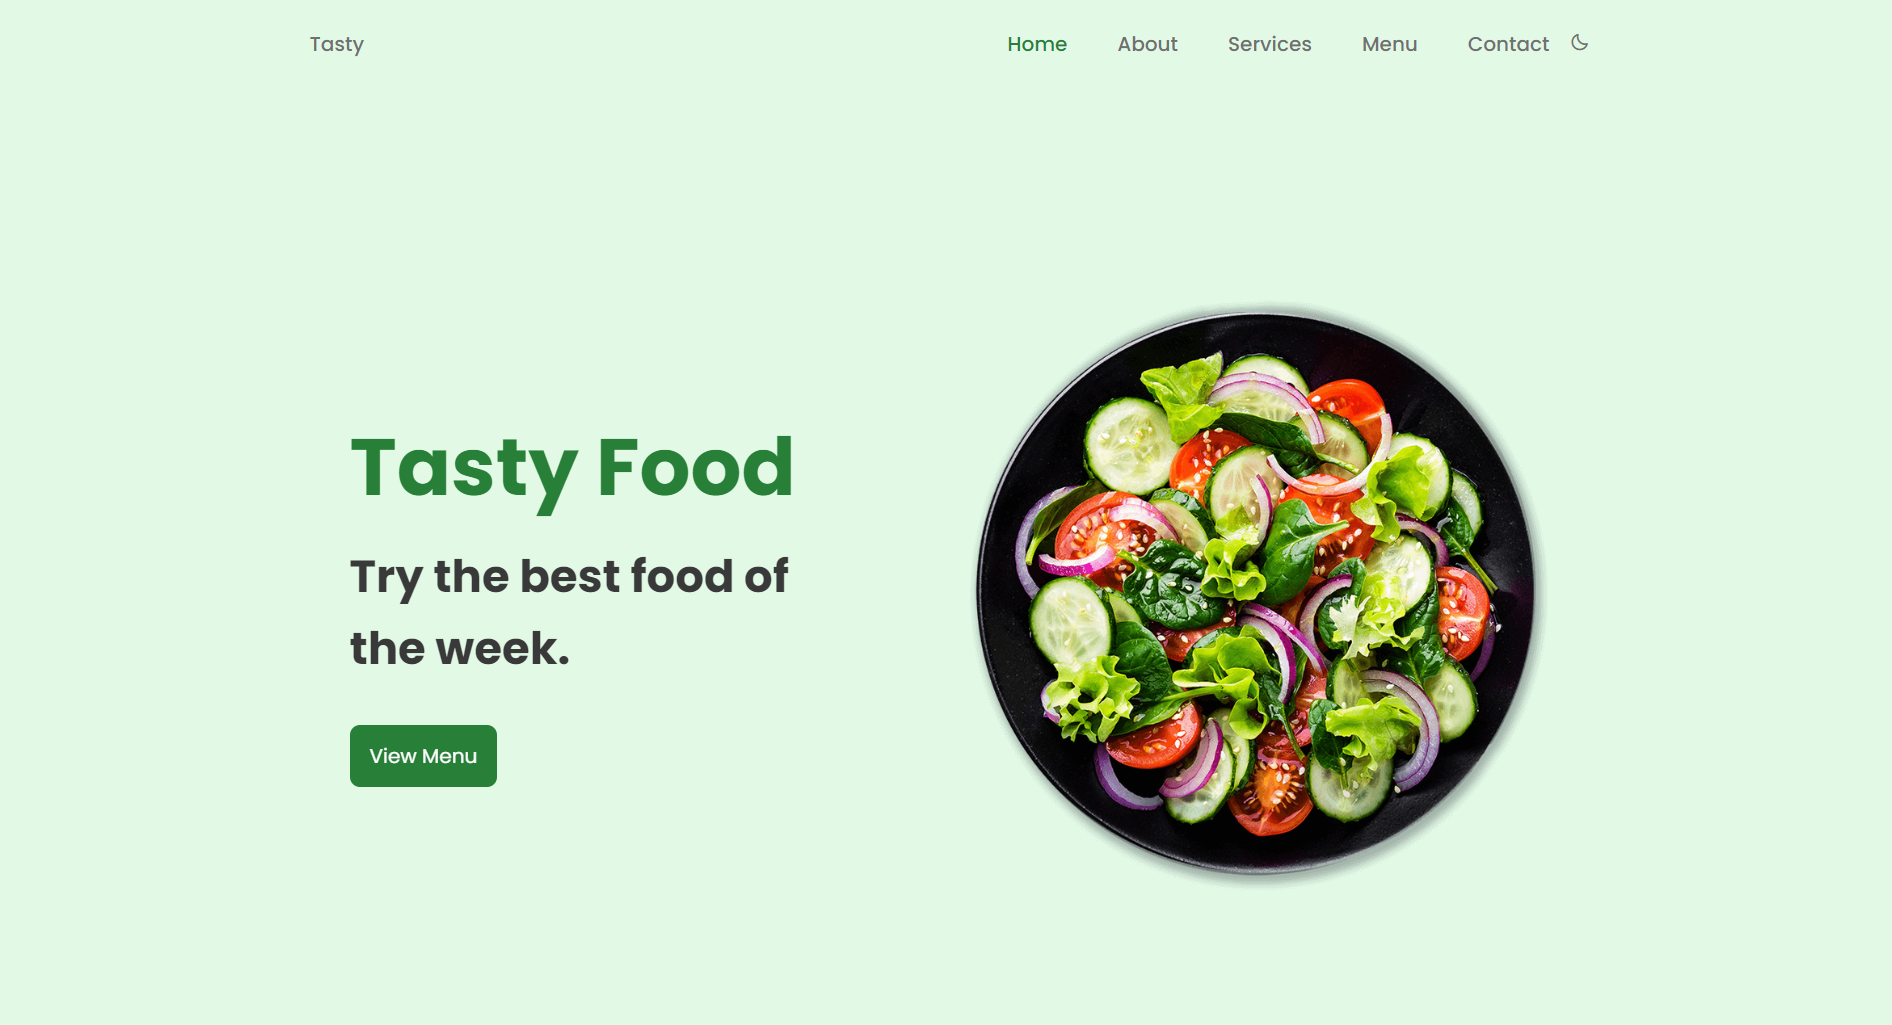 Tasty
Home About Services Menu Contact
Tasty Food
Try the best food of
the week.
View Menu